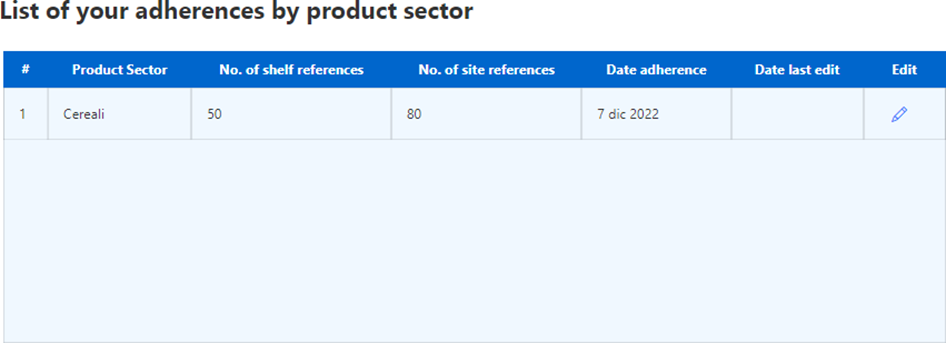 List of your adherences by product sector
# Product Sector No. of shelf references No. of site references Date adherence Date last edit Edit
1 Cereali 50 80 7 dic 2022